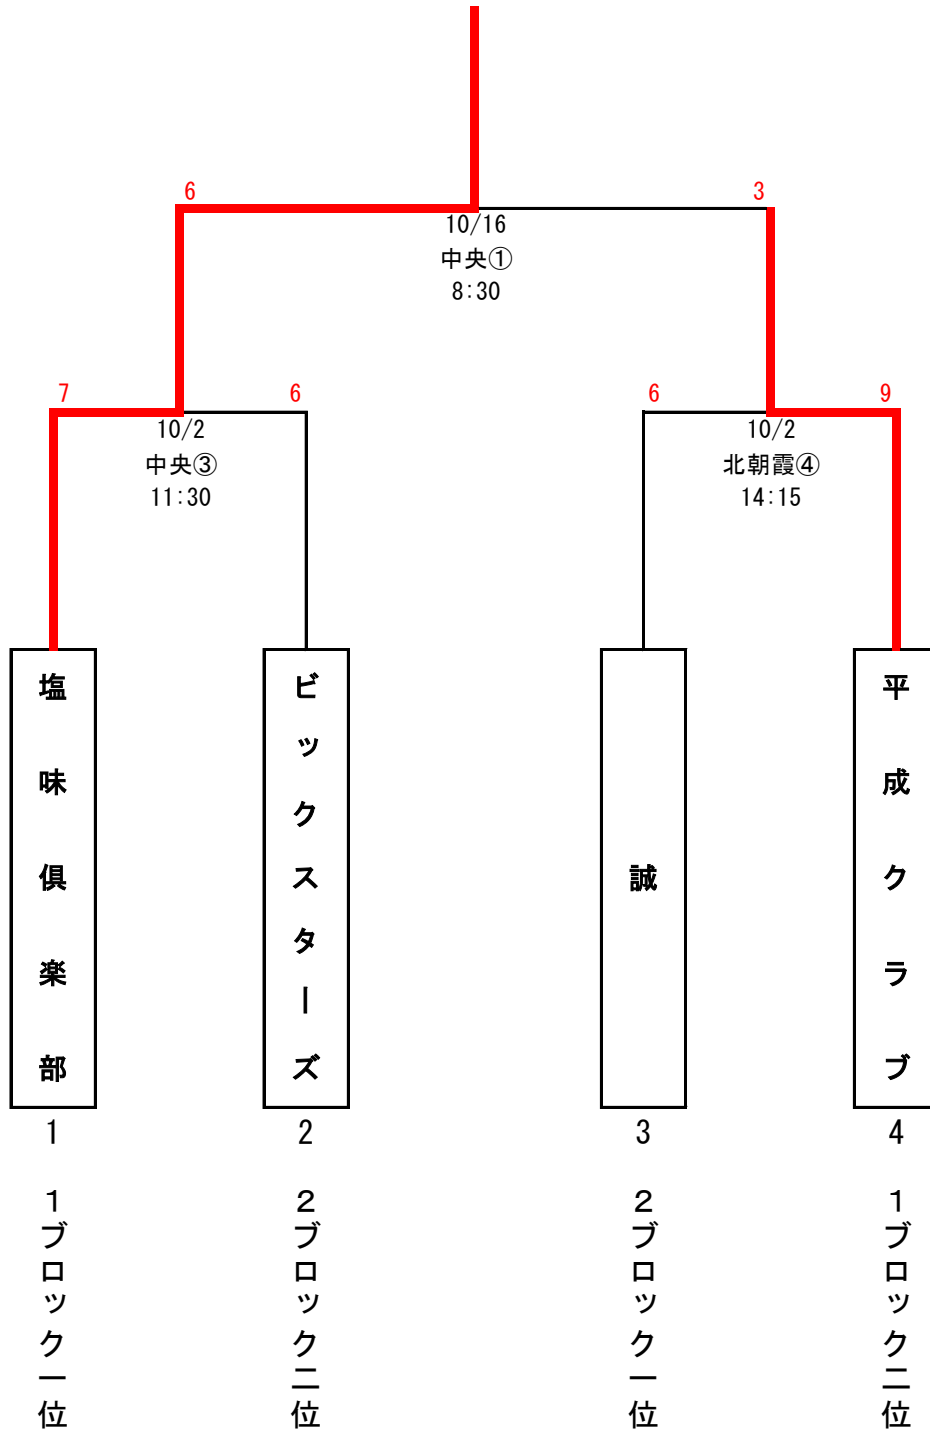 6
3
10/16
中央①
8:30
7
6
6
9
10/2
中央③
11:30
10/2
北朝霞④
14:15
塩味倶楽部
ビックスターズ
誠
平成クラブ
1
2
3
4
1ブロック一位
2ブロック二位
2ブロック一位
1ブロック二位